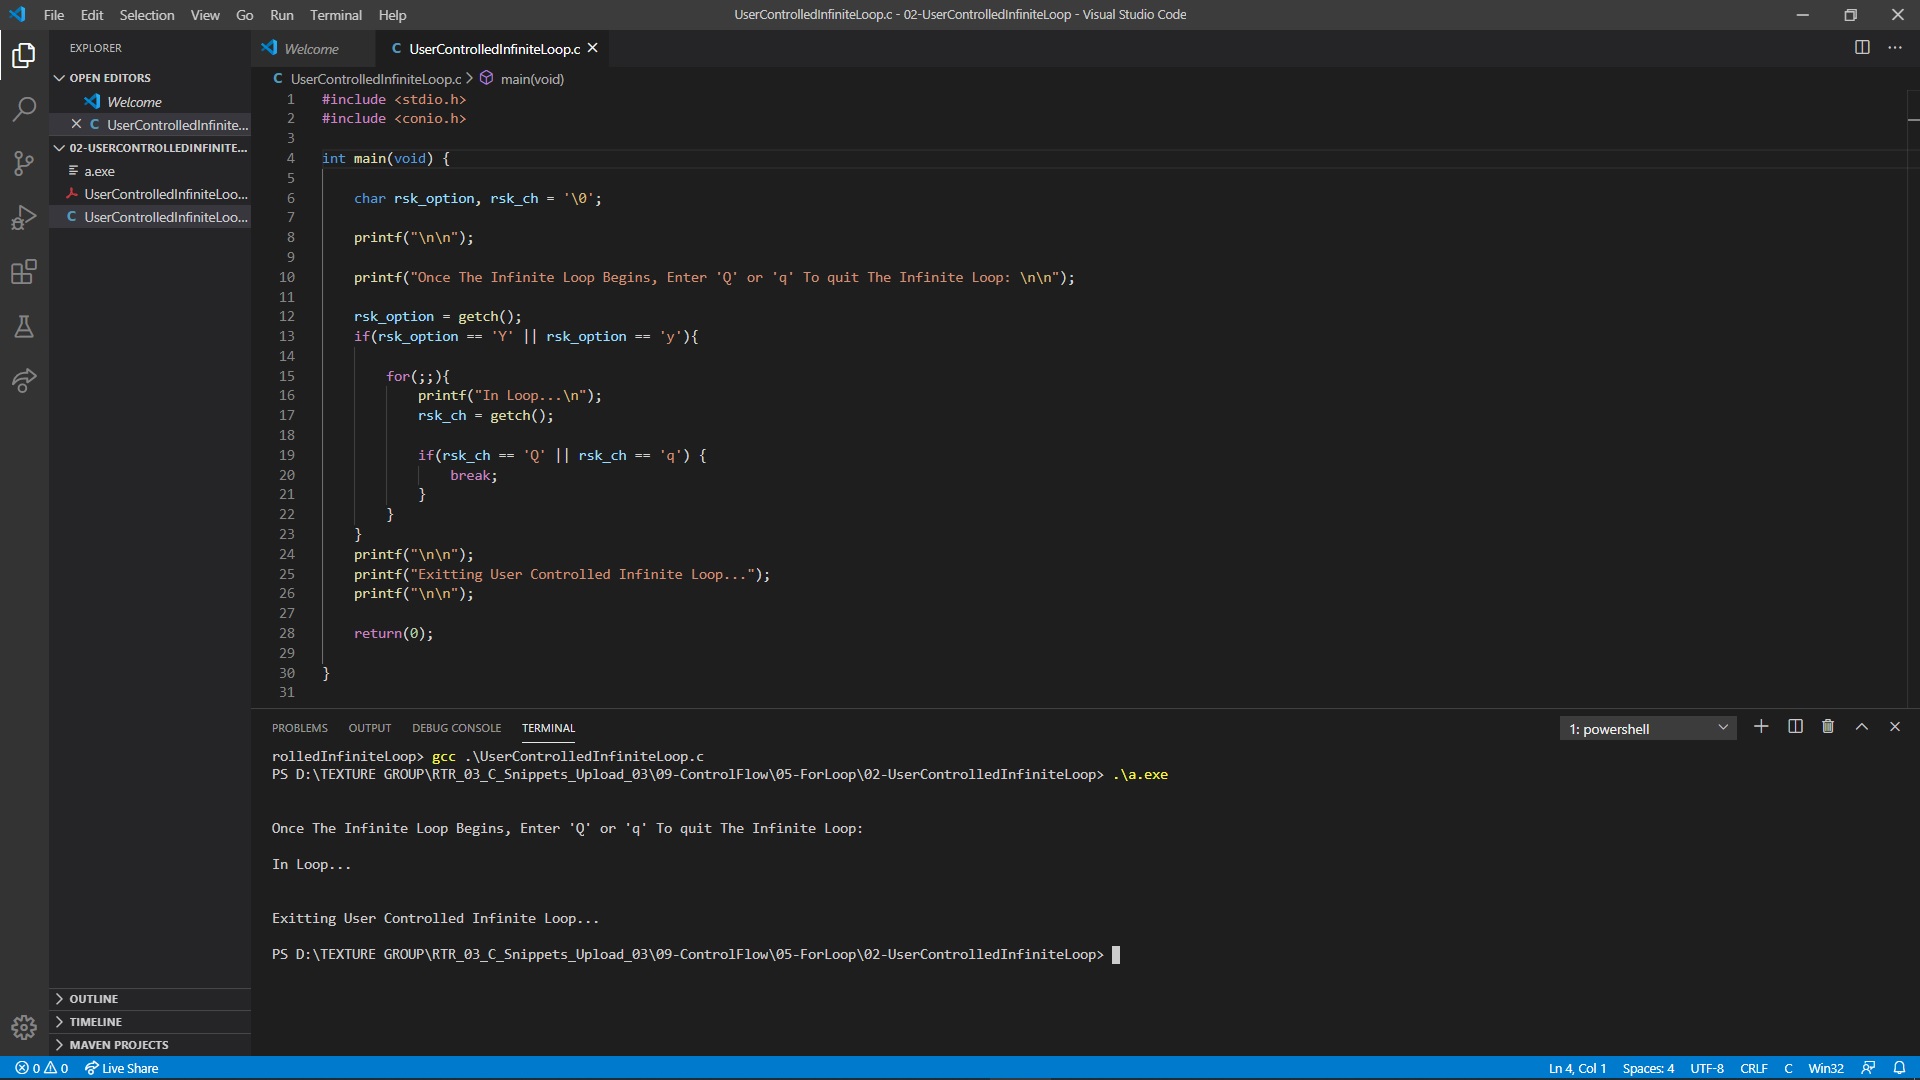 File Edit Selection View Go Run Terminal Help
UserControlledInfiniteLoop.c - 02-UserControlledInfiniteLoop - Visual Studio Code
EXPLORER
OPEN EDITORS
Welcome
UserControlledInfinite...
02-USERCONTROLLEDINFINITE...
a.exe
UserControlledInfiniteLoo...
UserControlledInfiniteLoo...
OUTLINE
TIMELINE
MAVEN PROJECTS
Welcome
UserControlledInfiniteLoop.c
UserControlledInfiniteLoop.c > main(void)
1 #include <stdio.h>
2 #include <conio.h>
3
4 int main(void) {
5
6 char rsk_option, rsk_ch = '\0';
7
8 printf("\n\n");
9
10 printf("Once The Infinite Loop Begins, Enter 'Q' or 'q' To quit The Infinite Loop: \n\n");
11
12 rsk_option = getch();
13 if(rsk_option == 'Y' || rsk_option == 'y'){
14
15 for(;;){
16 printf("In Loop...\n");
17 rsk_ch = getch();
18
19 if(rsk_ch == 'Q' || rsk_ch == 'q') {
20 break;
21 }
22 }
23 }
24 printf("\n\n");
25 printf("Exitting User Controlled Infinite Loop...");
26 printf("\n\n");
27
28 return(0);
29
30 }
31
PROBLEMS OUTPUT DEBUG CONSOLE TERMINAL
1: powershell
rolledInfiniteLoop> gcc .\UserControlledInfiniteLoop.c
PS D:\TEXTURE GROUP\RTR_03_C_Snippets_Upload_03\09-ControlFlow\05-ForLoop\02-UserControlledInfiniteLoop> .\a.exe
Once The Infinite Loop Begins, Enter 'Q' or 'q' To quit The Infinite Loop:
In Loop...
Exitting User Controlled Infinite Loop...
PS D:\TEXTURE GROUP\RTR_03_C_Snippets_Upload_03\09-ControlFlow\05-ForLoop\02-UserControlledInfiniteLoop>
0 0 Live Share
Ln 4, Col 1 Spaces: 4 UTF-8 CRLF C Win32